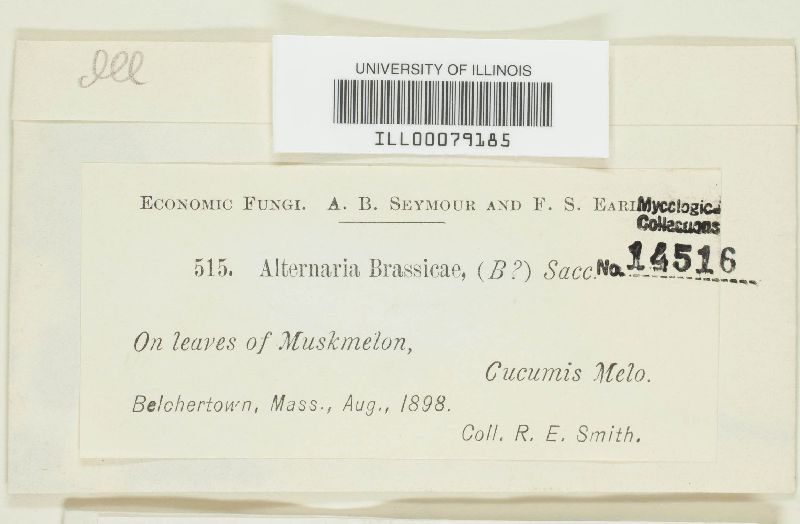 Ill
UNIVERSITY OF ILLINOIS
ILL00079185
ECONOMIC FUNGI. A. B. SEYMOUR AND F. S. EARL
Mycological
Collections
No. 14516
515. Alternaria Brassicae, (B?) Sacc.
On leaves of Muskmelon,
Cucumis Melo.
Belchertown, Mass., Aug., 1898.
Coll. R. E. Smith.